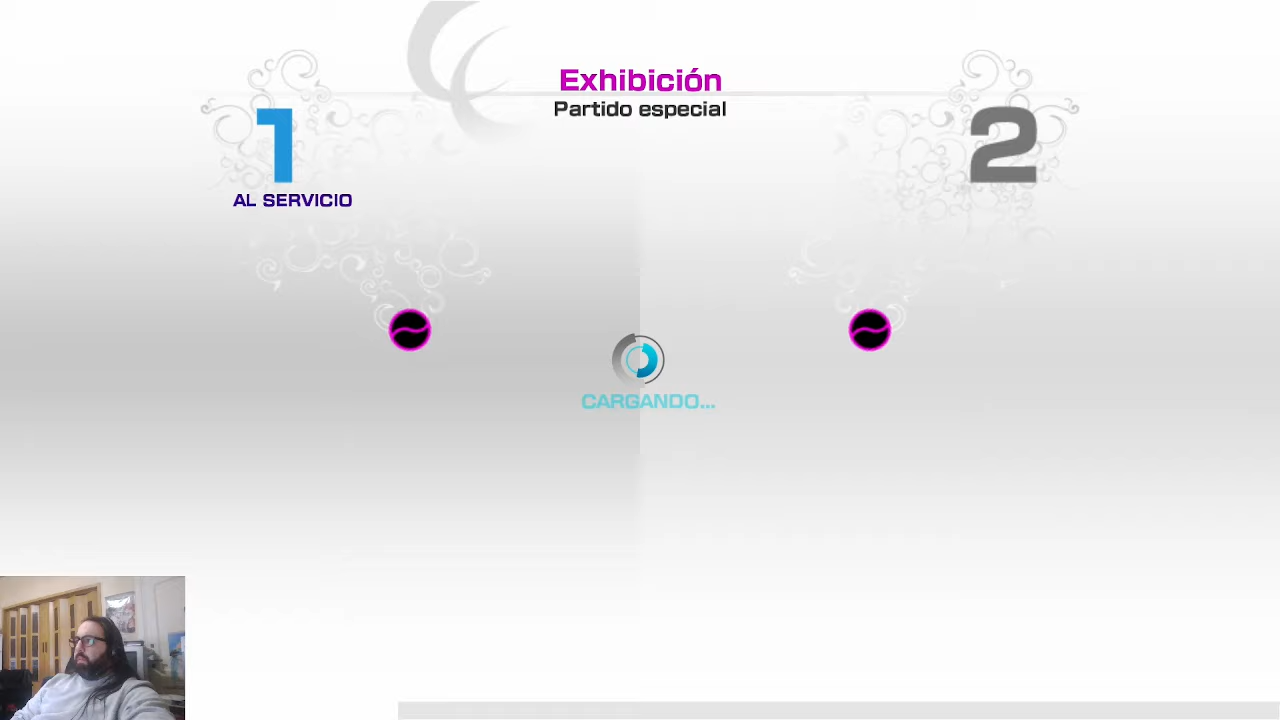 Exhibición
Partido especial
1
2
AL SERVICIO
CARGANDO...